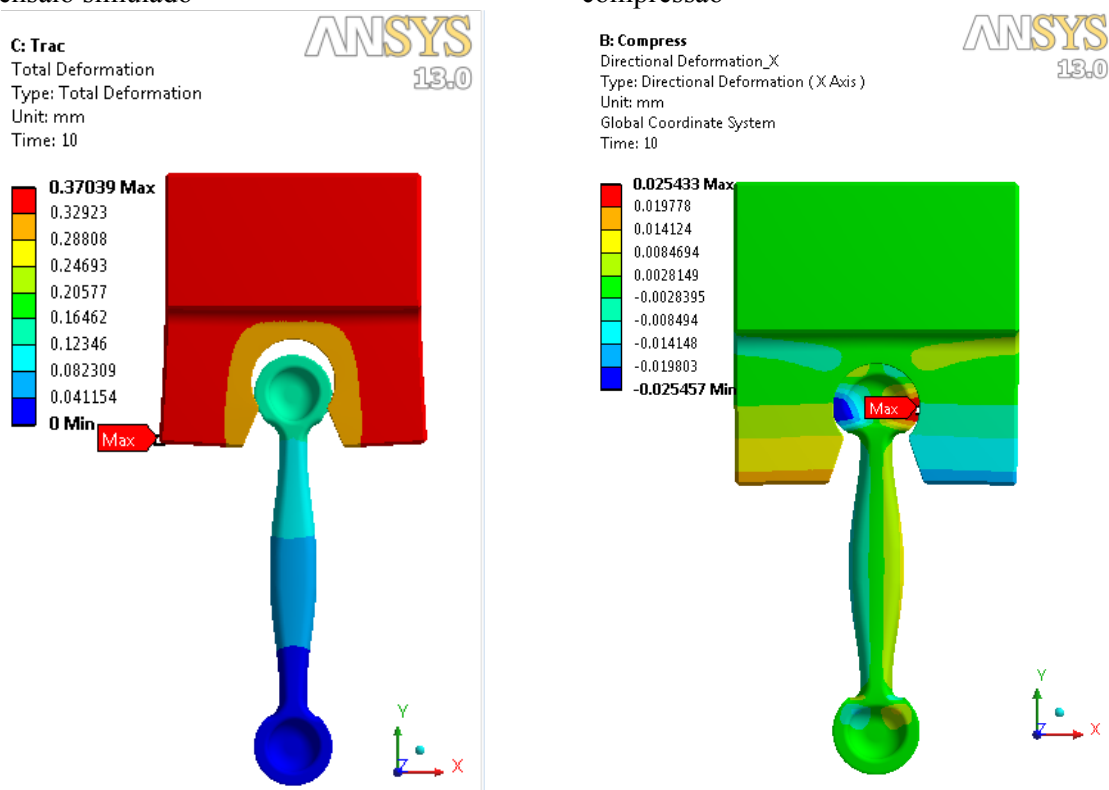 ensaio simulado
compressão
ANSYS
13.0
C: Trac
Total Deformation
Type: Total Deformation
Unit: mm
Time: 10
0.37039 Max
0.32923
0.28808
0.24693
0.20577
0.16462
0.12346
0.082309
0.041154
0 Min
Max
Y
Z
X
ANSYS
13.0
B: Compress
Directional Deformation_X
Type: Directional Deformation ( X Axis )
Unit: mm
Global Coordinate System
Time: 10
0.025433 Max
0.019778
0.014124
0.0084694
0.0028149
-0.0028395
-0.008494
-0.014148
-0.019803
-0.025457 Min
Max
Y
Z
X